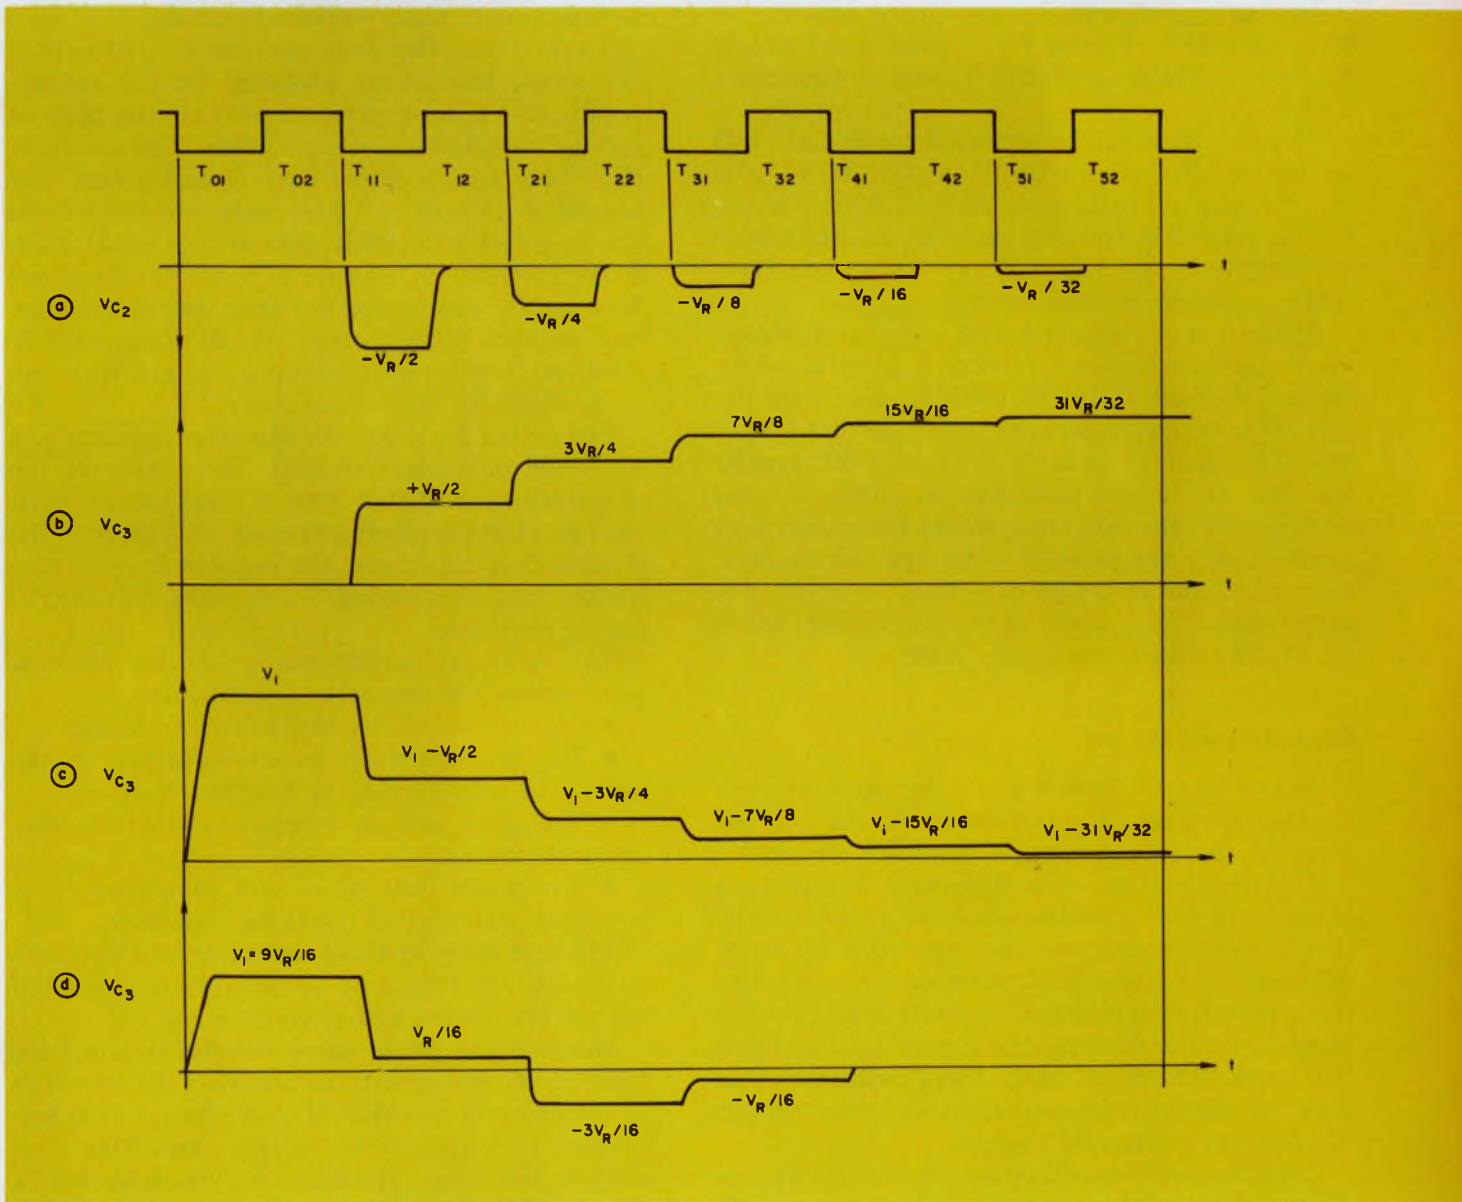 T01 T02 T11 T12 T21 T22 T31 T32 T41 T42 T51 T52
t
a VC2
-VR/2
-VR/4
-VR/8
-VR/16
-VR/32
b VC3
+VR/2
3VR/4
7VR/8
15VR/16
31VR/32
t
c VC3
V1
V1 -VR/2
V1-3VR/4
V1-7VR/8
Vi-15VR/16
V1-31VR/32
t
d VC3
V1=9VR/16
VR/16
-3VR/16
-VR/16
t